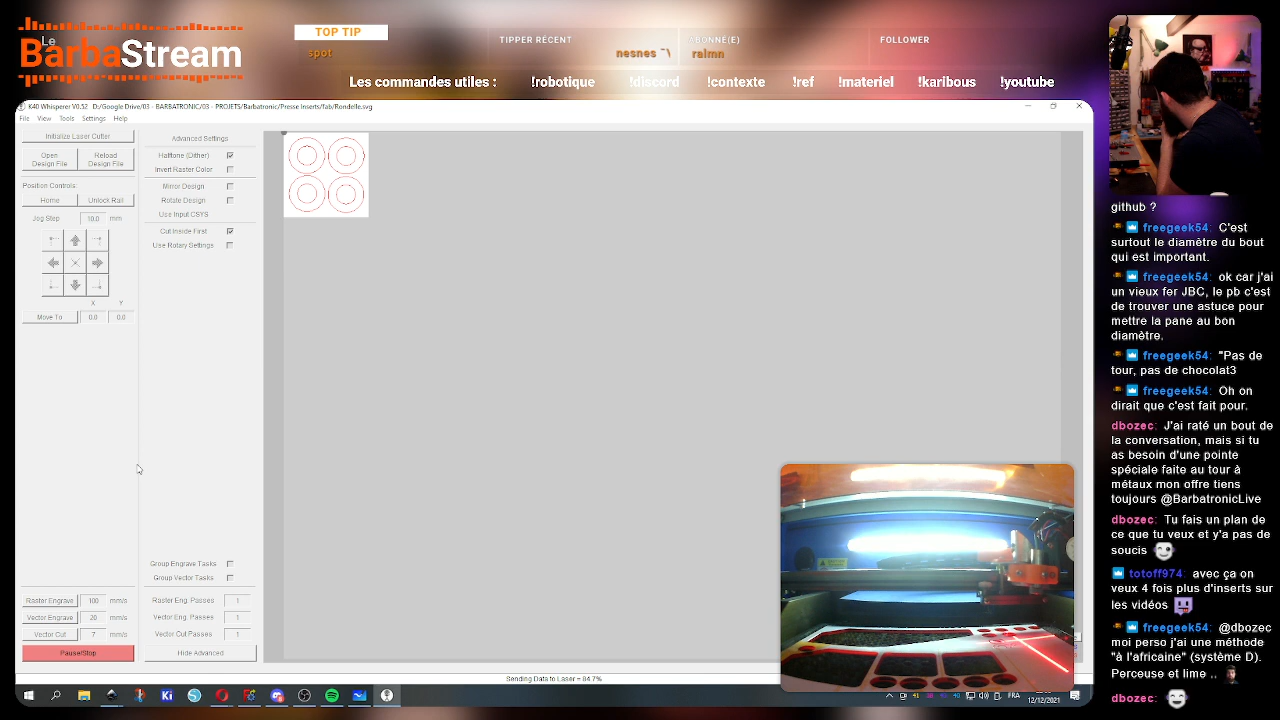 Le
BarbaStream
TOP TIP
spot
TIPPER RÉCENT
nesnes ¯\
ABONNÉ(E)
ralmn
FOLLOWER
Les commandes utiles : !robotique !discord !contexte !ref !materiel !karibous !youtube
K40 Whisperer V0.52 D:/Google Drive/03 - BARBATRONIC/03 - PROJETS/Barbatronic/Presse Inserts/fab/Rondelle.svg
File View Tools Settings Help
Initialize Laser Cutter
Open
Design File
Reload
Design File
Position Controls:
Home
Unlock Rail
Jog Step 10.0 mm
X Y
Move To 0.0 0.0
Raster Engrave 100 mm/s
Vector Engrave 20 mm/s
Vector Cut 7 mm/s
Pause/Stop
Advanced Settings
Halftone (Dither)
Invert Raster Color
Mirror Design
Rotate Design
Use Input CSYS
Cut Inside First
Use Rotary Settings
Group Engrave Tasks
Group Vector Tasks
Raster Eng. Passes 1
Vector Eng. Passes 1
Vector Cut Passes 1
Hide Advanced
Sending Data to Laser = 84.7%
FRA
12/12/2021
github ?
freegeek54: C'est
surtout le diamètre du bout
qui est important.
freegeek54: ok car j'ai
un vieux fer JBC, le pb c'est
de trouver une astuce pour
mettre la pane au bon
diamètre.
freegeek54: "Pas de
tour, pas de chocolat3
freegeek54: Oh on
dirait que c'est fait pour.
dbozec: J'ai raté un bout de
la conversation, mais si tu
as besoin d'une pointe
spéciale faite au tour à
métaux mon offre tiens
toujours @BarbatronicLive
dbozec: Tu fais un plan de
ce que tu veux et y'a pas de
soucis
totoff974: avec ça on
veux 4 fois plus d'inserts sur
les vidéos
freegeek54: @dbozec
moi perso j'ai une méthode
"à l'africaine" (système D).
Perceuse et lime ..
dbozec: